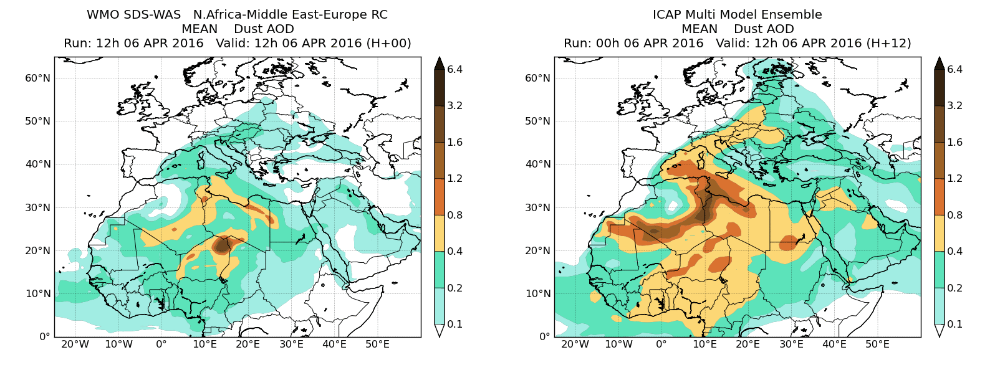 WMO SDS-WAS   N.Africa-Middle East-Europe RC
MEAN    Dust AOD
Run: 12h 06 APR 2016   Valid: 12h 06 APR 2016 (H+00)
60°N
50°N
40°N
30°N
20°N
10°N
0°
20°W
10°W
0°
10°E
20°E
30°E
40°E
50°E
6.4
3.2
1.6
1.2
0.8
0.4
0.2
0.1
ICAP Multi Model Ensemble
MEAN    Dust AOD
Run: 00h 06 APR 2016   Valid: 12h 06 APR 2016 (H+12)
60°N
50°N
40°N
30°N
20°N
10°N
0°
20°W
10°W
0°
10°E
20°E
30°E
40°E
50°E
6.4
3.2
1.6
1.2
0.8
0.4
0.2
0.1